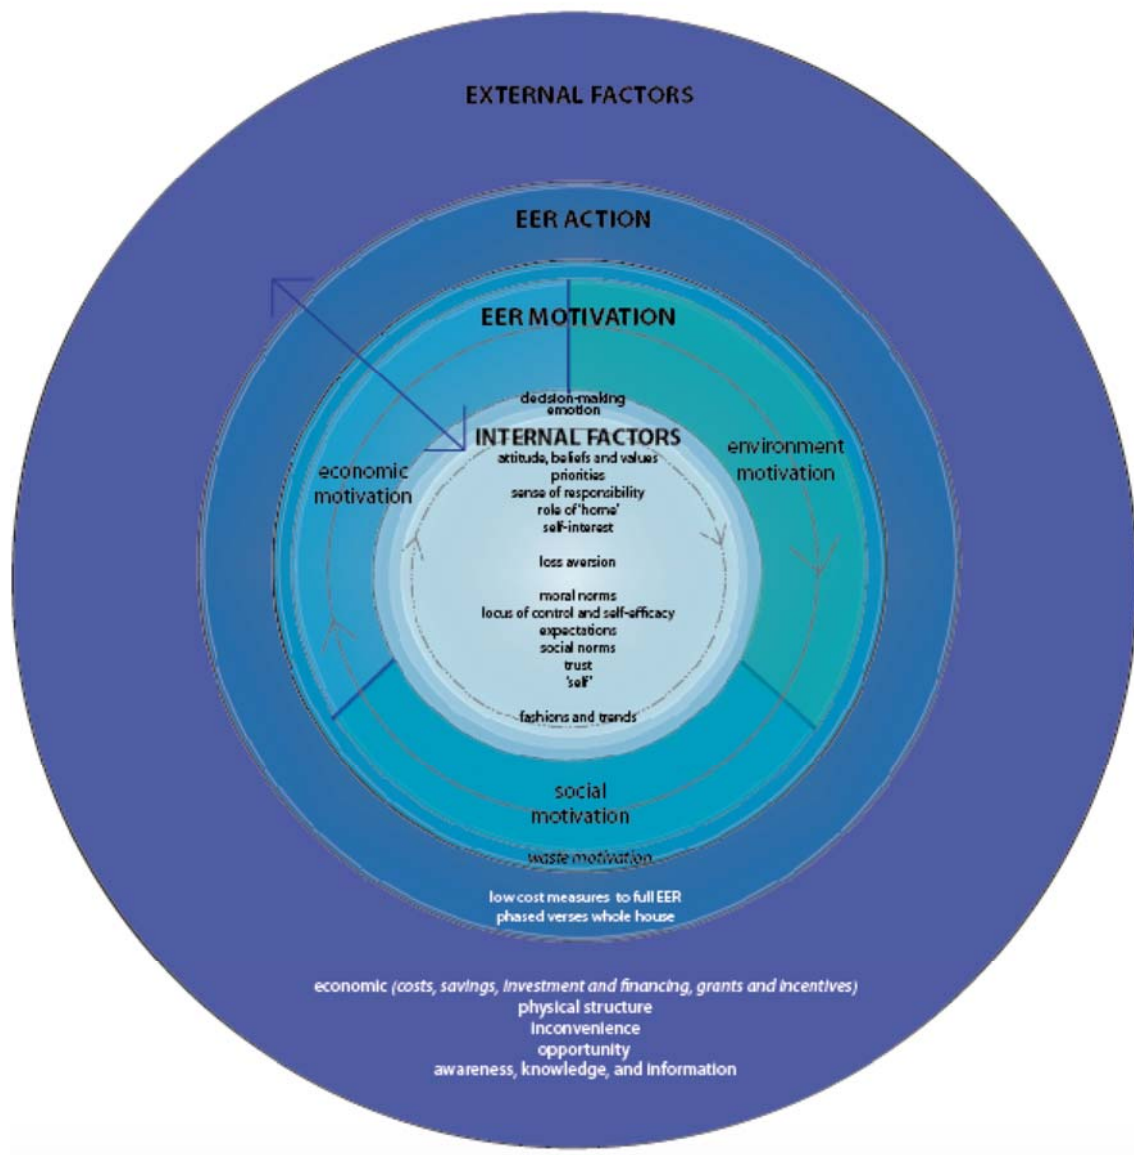 EXTERNAL FACTORS
EER ACTION
EER MOTIVATION
decision-making
emotion
INTERNAL FACTORS
attitude, beliefs and values
priorities
sense of responsibility
role of 'home'
self-interest
loss aversion
moral norms
locus of control and self-efficacy
expectations
social norms
trust
'self'
fashions and trends
economic
motivation
environment
motivation
social
motivation
waste motivation
low cost measures to full EER
phased verses whole house
economic (costs, savings, investment and financing, grants and incentives)
physical structure
inconvenience
opportunity
awareness, knowledge, and information